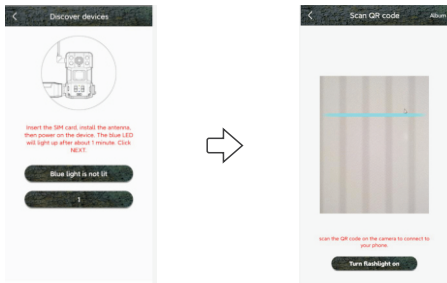 Discover devices
Insert the SIM card, install the antenna,
then power on the device. The blue LED
will light up after about 1 minute. Click
NEXT.
Blue light is not lit
1
Scan QR code
Album
scan the QR code on the camera to connect to
your phone.
Turn flashlight on